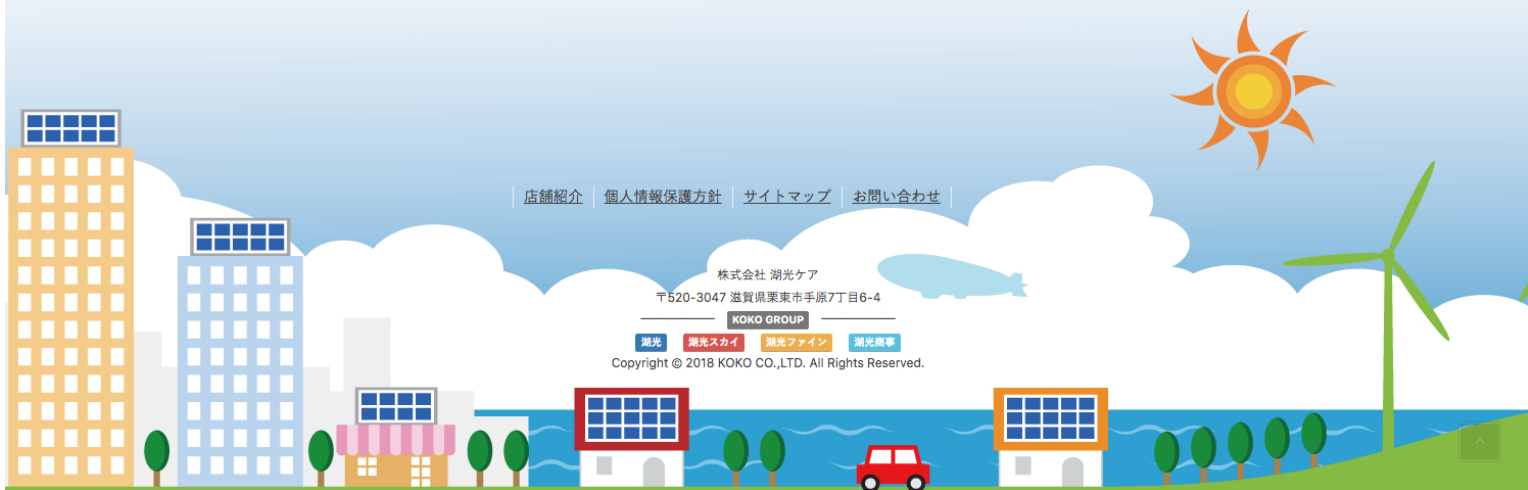 店舗紹介 個人情報保護方針 サイトマップ お問い合わせ
株式会社 湖光ケア
〒520-3047 滋賀県栗東市手原7丁目6-4
KOKO GROUP
湖光 湖光スカイ 湖光ファイン 湖光商事
Copyright © 2018 KOKO CO.,LTD. All Rights Reserved.